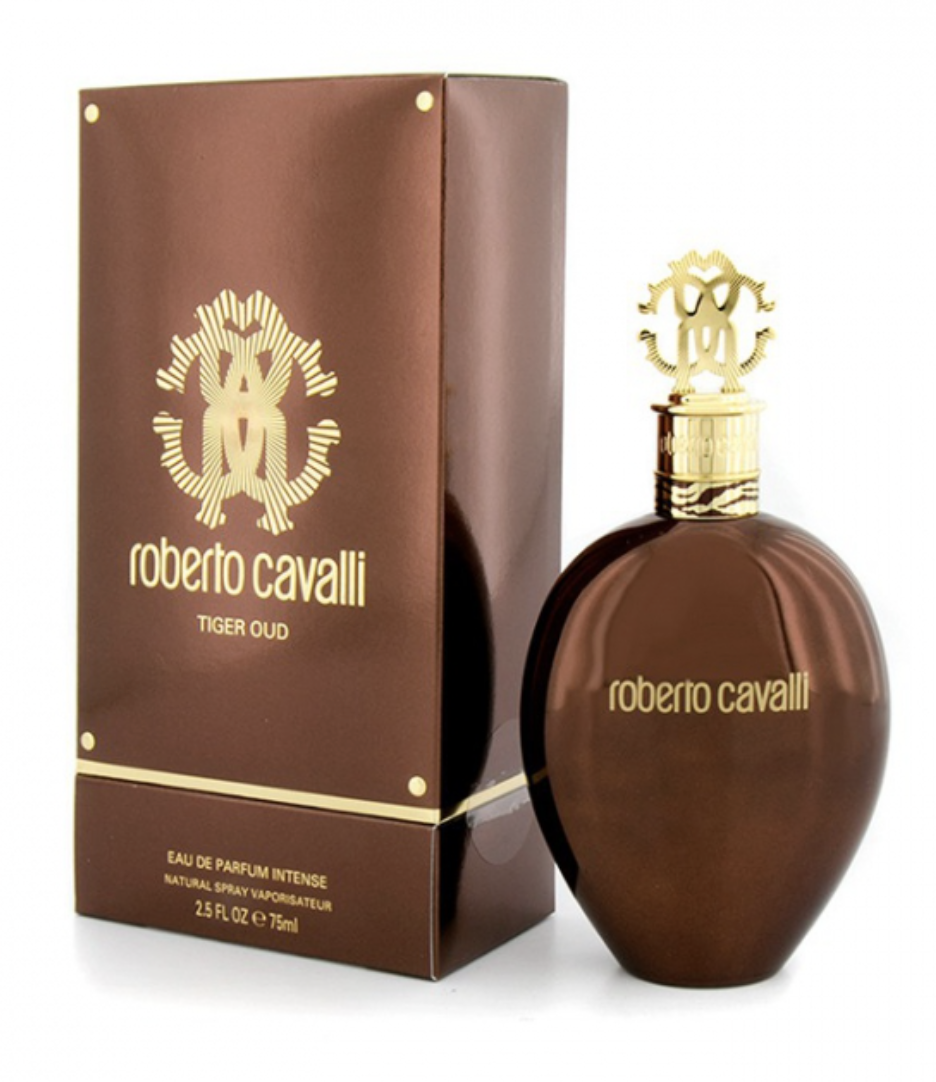 roberto cavalli
TIGER OUD
EAU DE PARFUM INTENSE
NATURAL SPRAY VAPORISATEUR
2.5 FL OZ ℮ 75ml
roberto cavalli